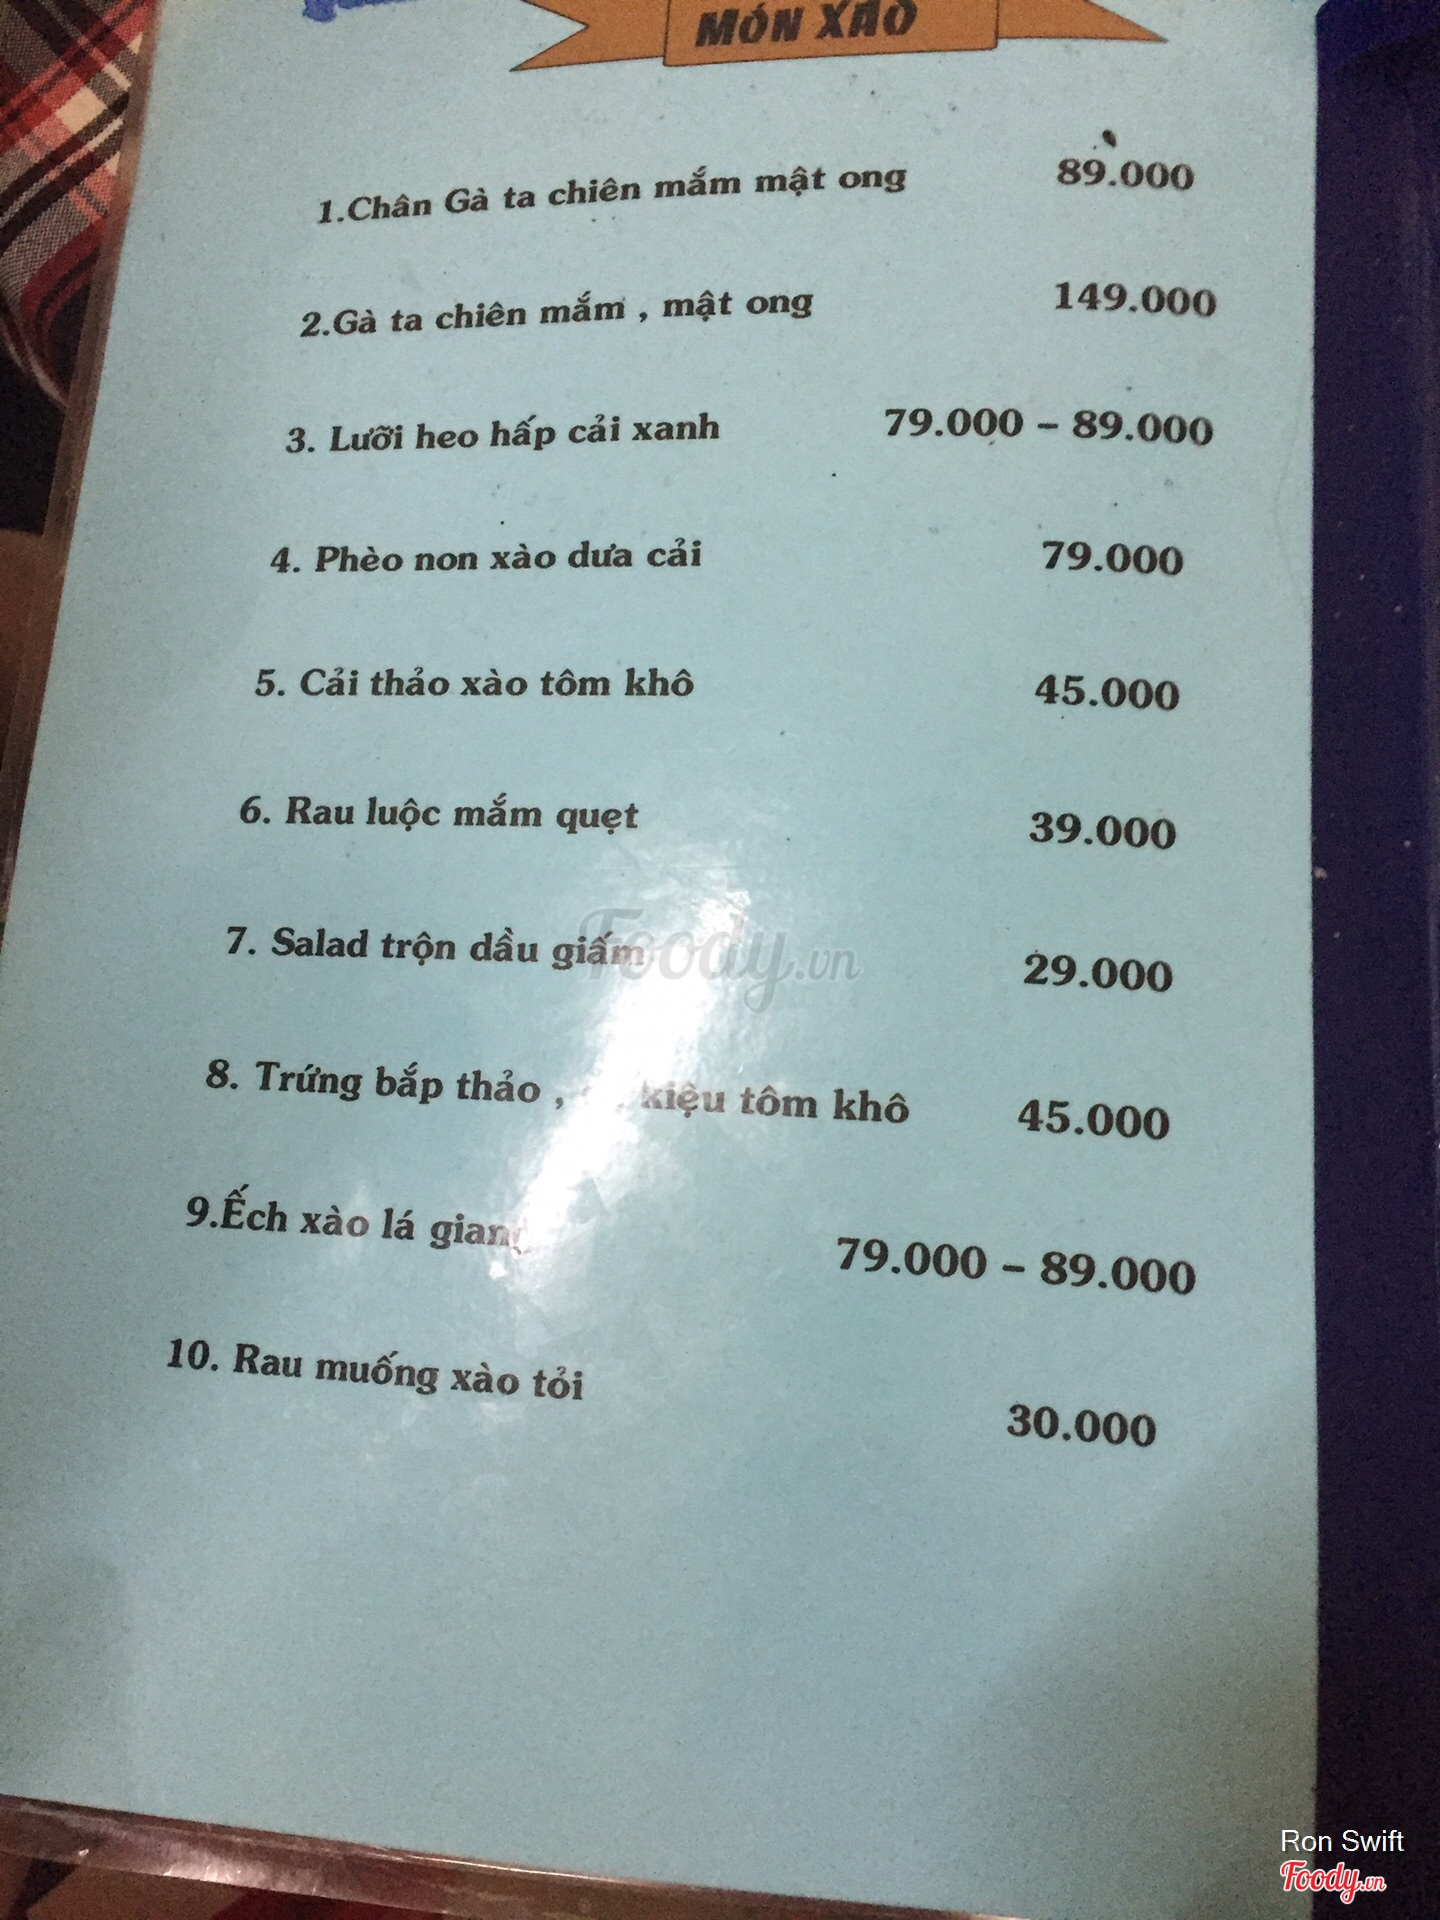 MÓN XÀO
1.Chân Gà ta chiên mắm mật ong 89.000
2.Gà ta chiên mắm , mật ong 149.000
3. Lưỡi heo hấp cải xanh 79.000 – 89.000
4. Phèo non xào dưa cải 79.000
5. Cải thảo xào tôm khô 45.000
6. Rau luộc mắm quẹt 39.000
7. Salad trộn dầu giấm 29.000
Foody.vn
8. Trứng bắp thảo , kiệu tôm khô 45.000
9.Ếch xào lá giang 79.000 – 89.000
10. Rau muống xào tỏi 30.000
Ron Swift
Foody.vn